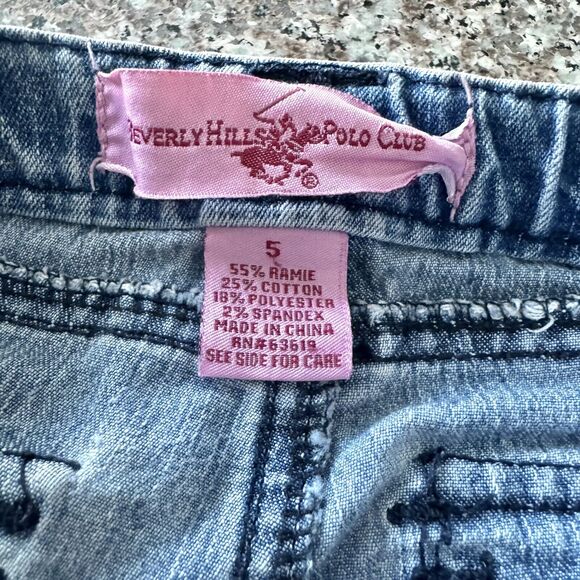 BEVERLY HILLS POLO CLUB
®
5
55% RAMIE
25% COTTON
18% POLYESTER
2% SPANDEX
MADE IN CHINA
RN#63619
SEE SIDE FOR CARE